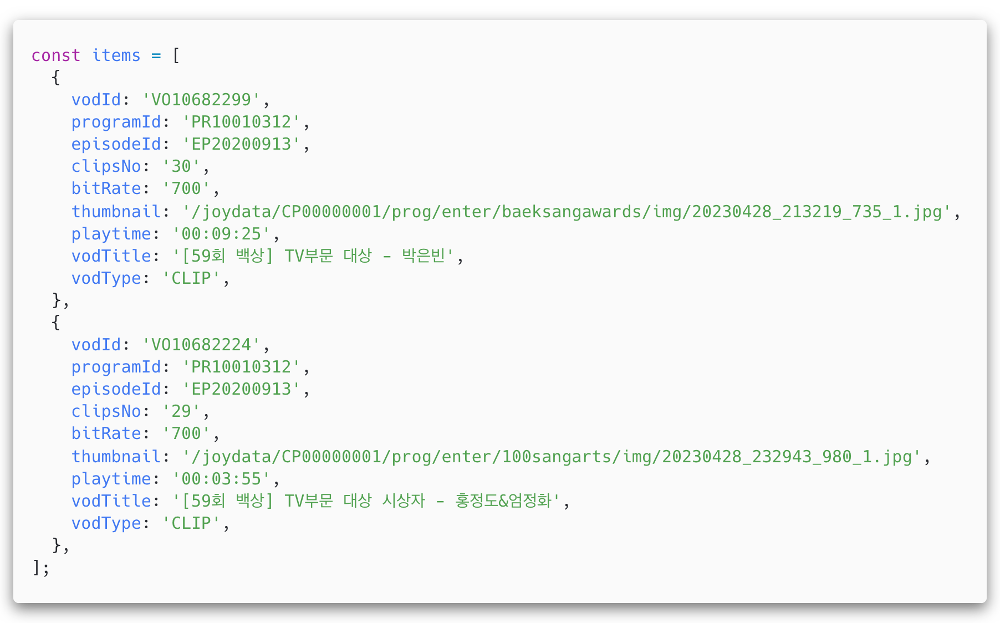 const items = [
  {
    vodId: 'VO10682299',
    programId: 'PR10010312',
    episodeId: 'EP20200913',
    clipsNo: '30',
    bitRate: '700',
    thumbnail: '/joydata/CP00000001/prog/enter/baeksangawards/img/20230428_213219_735_1.jpg',
    playtime: '00:09:25',
    vodTitle: '[59회 백상] TV부문 대상 - 박은빈',
    vodType: 'CLIP',
  },
  {
    vodId: 'VO10682224',
    programId: 'PR10010312',
    episodeId: 'EP20200913',
    clipsNo: '29',
    bitRate: '700',
    thumbnail: '/joydata/CP00000001/prog/enter/100sangarts/img/20230428_232943_980_1.jpg',
    playtime: '00:03:55',
    vodTitle: '[59회 백상] TV부문 대상 시상자 - 홍정도&엄정화',
    vodType: 'CLIP',
  },
];